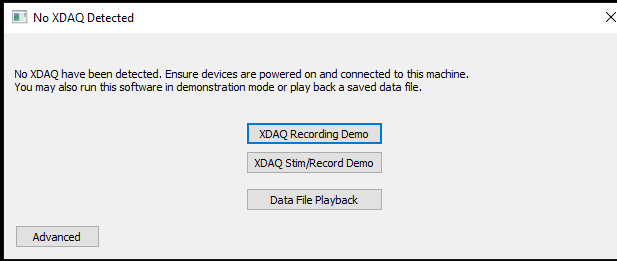 No XDAQ Detected
No XDAQ have been detected. Ensure devices are powered on and connected to this machine.
You may also run this software in demonstration mode or play back a saved data file.
XDAQ Recording Demo
XDAQ Stim/Record Demo
Data File Playback
Advanced